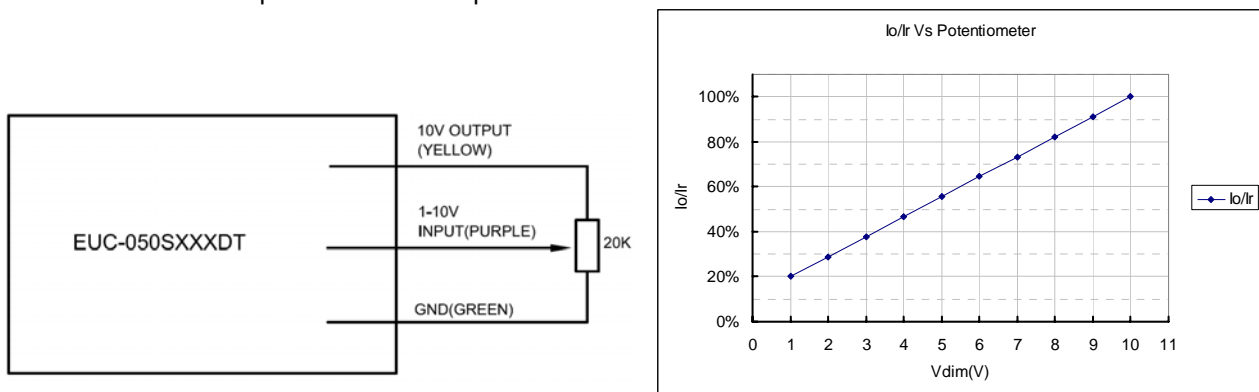 10V OUTPUT
(YELLOW)
1-10V
INPUT(PURPLE)
EUC-050SXXXDT
20K
GND(GREEN)
Io/Ir Vs Potentiometer
100%
80%
60%
40%
20%
0%
Io/Ir
0 1 2 3 4 5 6 7 8 9 10 11
Vdim(V)
Io/Ir